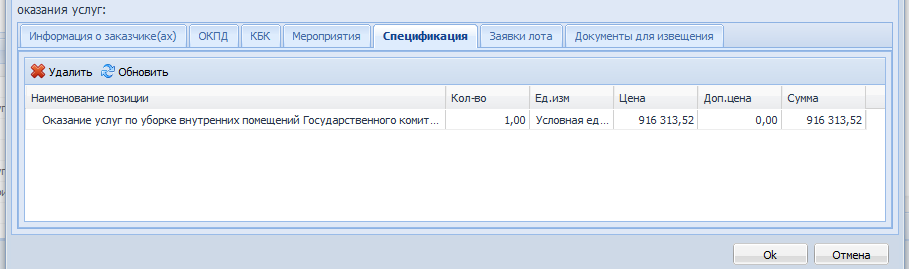 оказания услуг:
Информация о заказчике(ах) ОКПД КБК Мероприятия Спецификация Заявки лота Документы для извещения
Удалить Обновить
Наименование позиции Кол-во Ед.изм Цена Доп.цена Сумма
Оказание услуг по уборке внутренних помещений Государственного комит... 1,00 Условная ед... 916 313,52 0,00 916 313,52
Ok Отмена